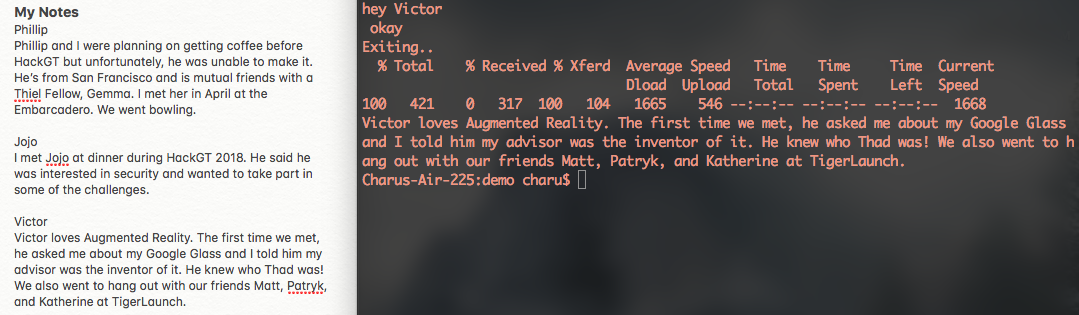 My Notes
Phillip
Phillip and I were planning on getting coffee before
HackGT but unfortunately, he was unable to make it.
He's from San Francisco and is mutual friends with a
Thiel Fellow, Gemma. I met her in April at the
Embarcadero. We went bowling.
Jojo
I met Jojo at dinner during HackGT 2018. He said he
was interested in security and wanted to take part in
some of the challenges.
Victor
Victor loves Augmented Reality. The first time we met,
he asked me about my Google Glass and I told him my
advisor was the inventor of it. He knew who Thad was!
We also went to hang out with our friends Matt, Patryk,
and Katherine at TigerLaunch.
hey Victor
okay
Exiting..
% Total % Received % Xferd Average Speed Time Time Time Current
Dload Upload Total Spent Left Speed
100 421 0 317 100 104 1665 546 --:--:-- --:--:-- --:--:-- 1668
Victor loves Augmented Reality. The first time we met, he asked me about my Google Glass
and I told him my advisor was the inventor of it. He knew who Thad was! We also went to h
ang out with our friends Matt, Patryk, and Katherine at TigerLaunch.
Charus-Air-225:demo charu$